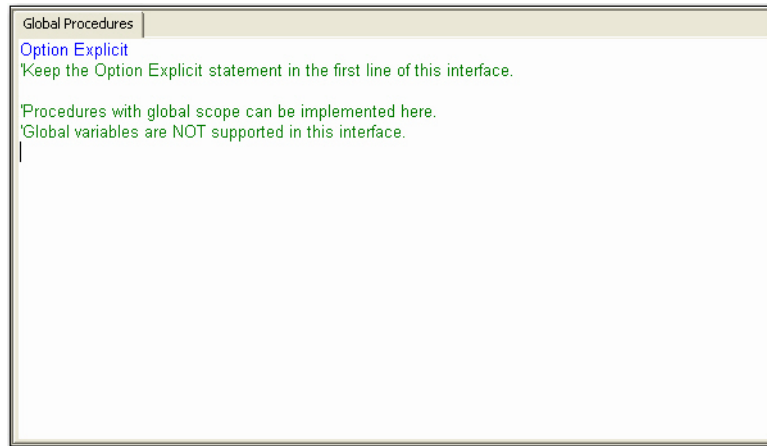 Global Procedures
Option Explicit
'Keep the Option Explicit statement in the first line of this interface.
'Procedures with global scope can be implemented here.
'Global variables are NOT supported in this interface.